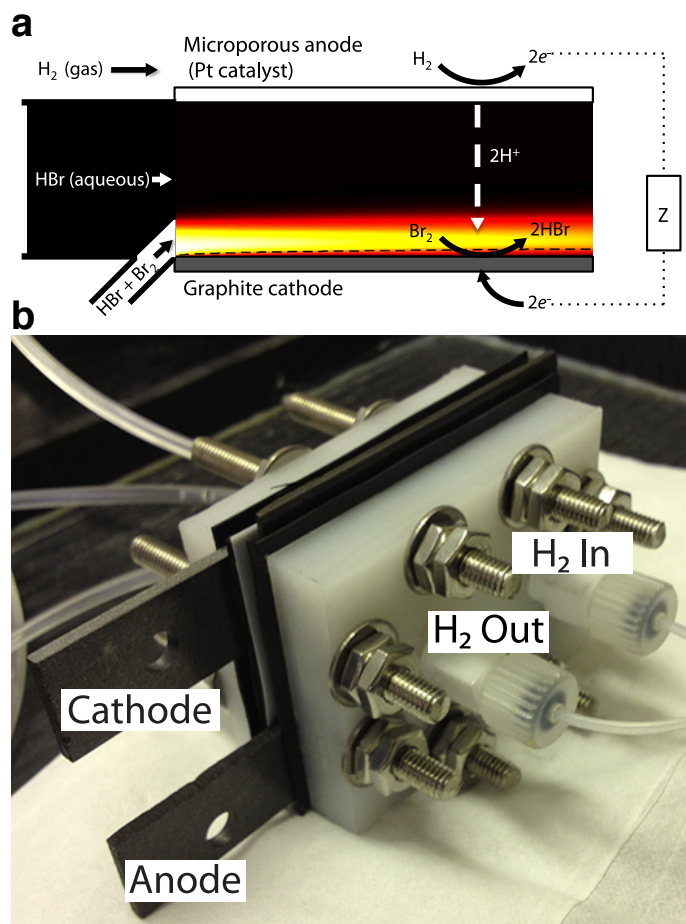 a
Microporous anode
(Pt catalyst)
H₂ (gas)
H₂
2e⁻
HBr (aqueous)
2H⁺
Z
Br₂
2HBr
HBr + Br₂
Graphite cathode
2e⁻
b
H₂ In
H₂ Out
Cathode
Anode